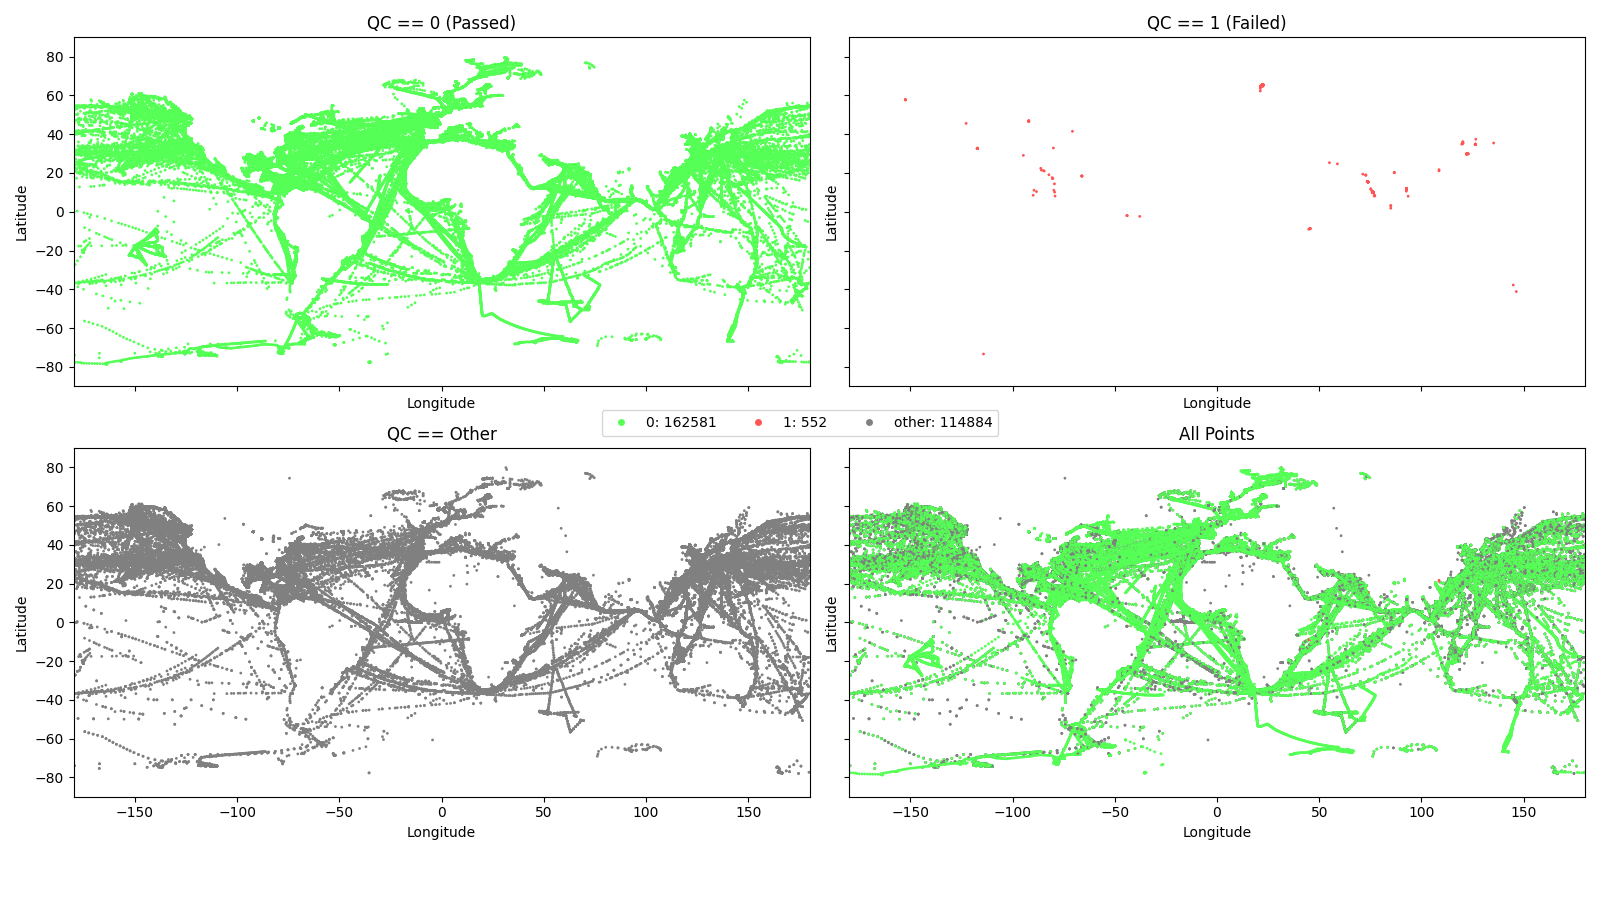 QC == 0 (Passed)
QC == 1 (Failed)
80
60
40
20
0
−20
−40
−60
−80
Latitude
Latitude
Longitude
Longitude
0: 162581
1: 552
other: 114884
QC == Other
All Points
80
60
40
20
0
−20
−40
−60
−80
Latitude
Latitude
−150
−100
−50
0
50
100
150
−150
−100
−50
0
50
100
150
Longitude
Longitude